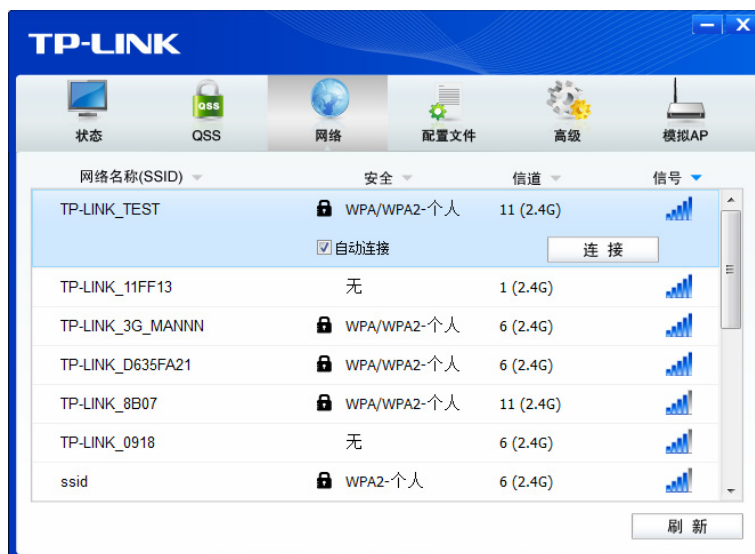 TP-LINK
状态 QSS 网络 配置文件 高级 模拟AP
网络名称(SSID) 安全 信道 信号
TP-LINK_TEST WPA/WPA2-个人 11 (2.4G)
自动连接 连 接
TP-LINK_11FF13 无 1 (2.4G)
TP-LINK_3G_MANNN WPA/WPA2-个人 6 (2.4G)
TP-LINK_D635FA21 WPA/WPA2-个人 6 (2.4G)
TP-LINK_8B07 WPA/WPA2-个人 11 (2.4G)
TP-LINK_0918 无 6 (2.4G)
ssid WPA2-个人 6 (2.4G)
刷 新